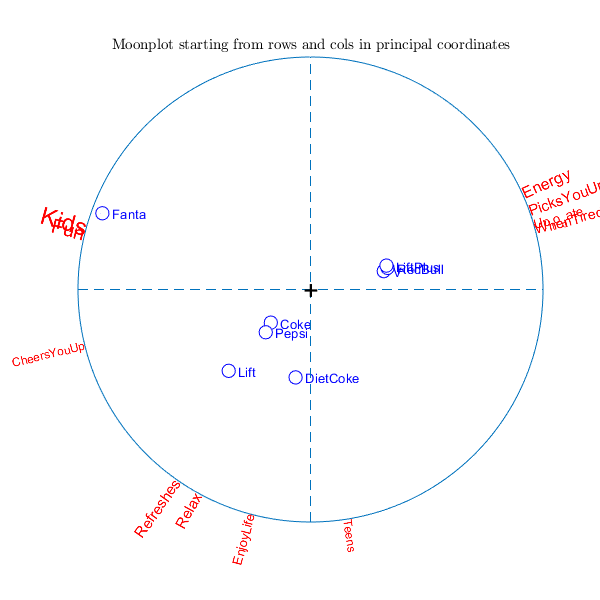 Moonplot starting from rows and cols in principal coordinates
Energy
PicksYouUp
WhenTired
Kids
Fun
Fanta
LiftPlus
RedBull
V
Coke
Pepsi
CheersYouUp
Lift
DietCoke
Refreshes
Relax
EnjoyLife
Teens